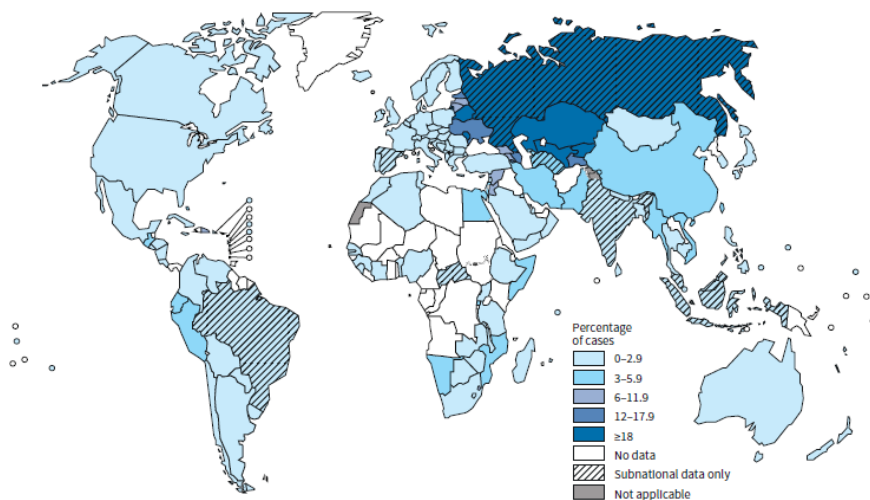 Percentage
of cases
0–2.9
3–5.9
6–11.9
12–17.9
≥18
No data
Subnational data only
Not applicable